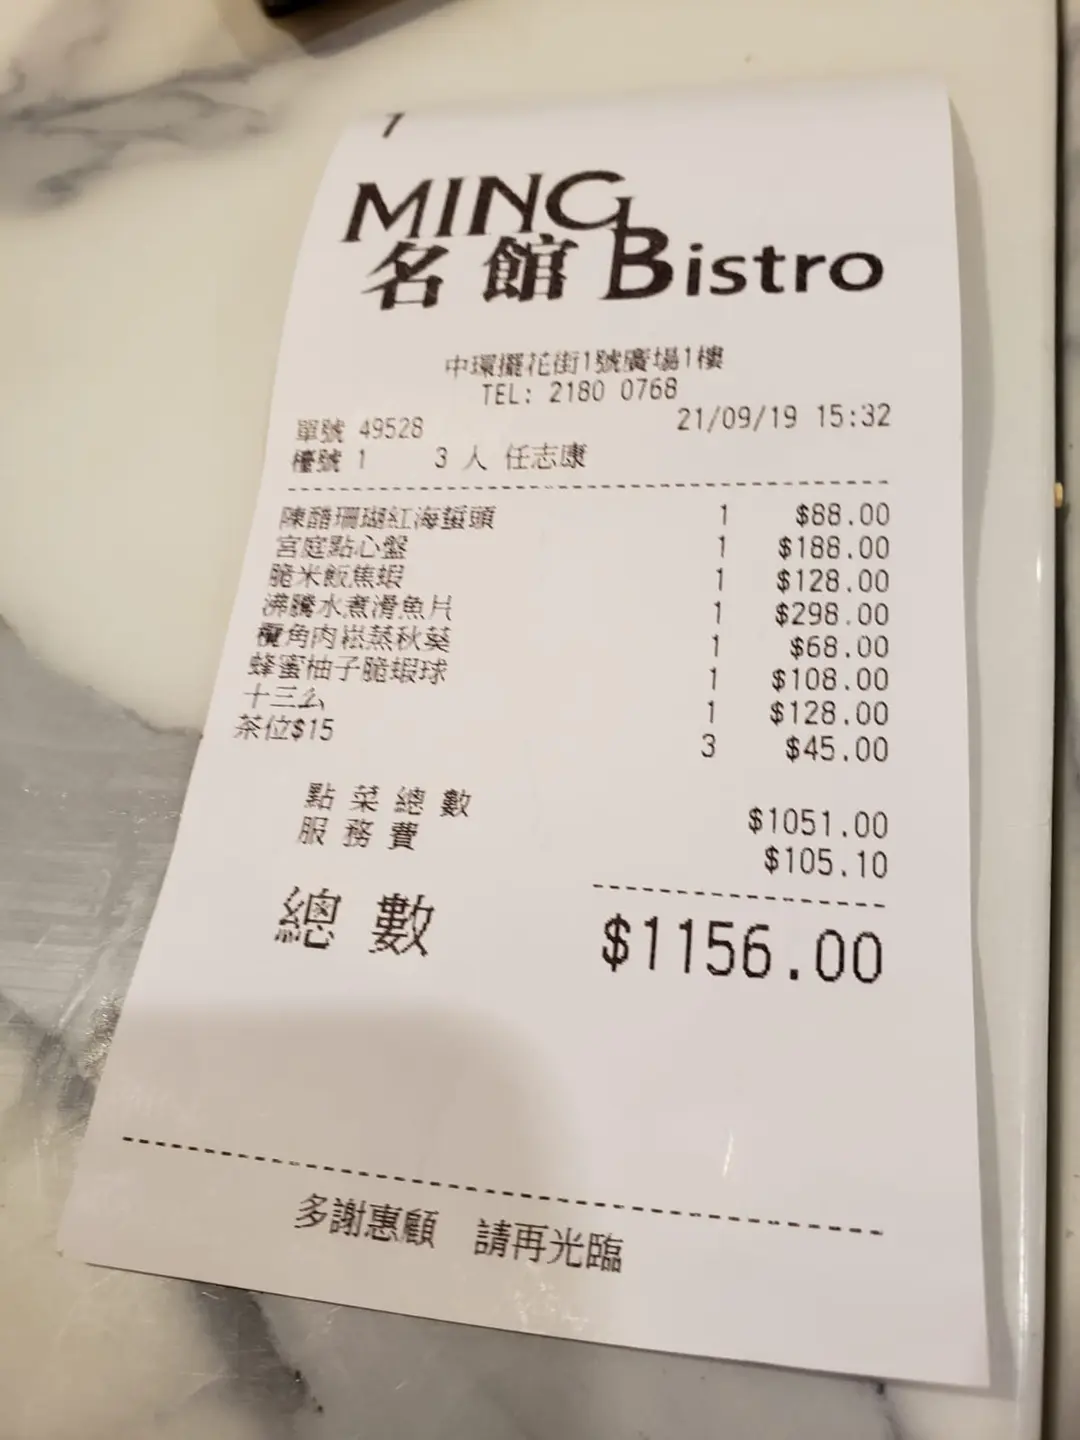 1
MING
名館 Bistro
中環擺花街1號廣場1樓
TEL: 2180 0768
21/09/19 15:32
單號 49528
檯號 1 3 人 任志康
陳醋珊瑚紅海蜇頭 1 $88.00
宮庭點心盤 1 $188.00
脆米飯焦蝦 1 $128.00
沸騰水煮滑魚片 1 $298.00
欖角肉崧蒸秋葵 1 $68.00
蜂蜜柚子脆蝦球 1 $108.00
十三么 1 $128.00
茶位$15 3 $45.00
點菜總數 $1051.00
服務費 $105.10
總數 $1156.00
多謝惠顧 請再光臨